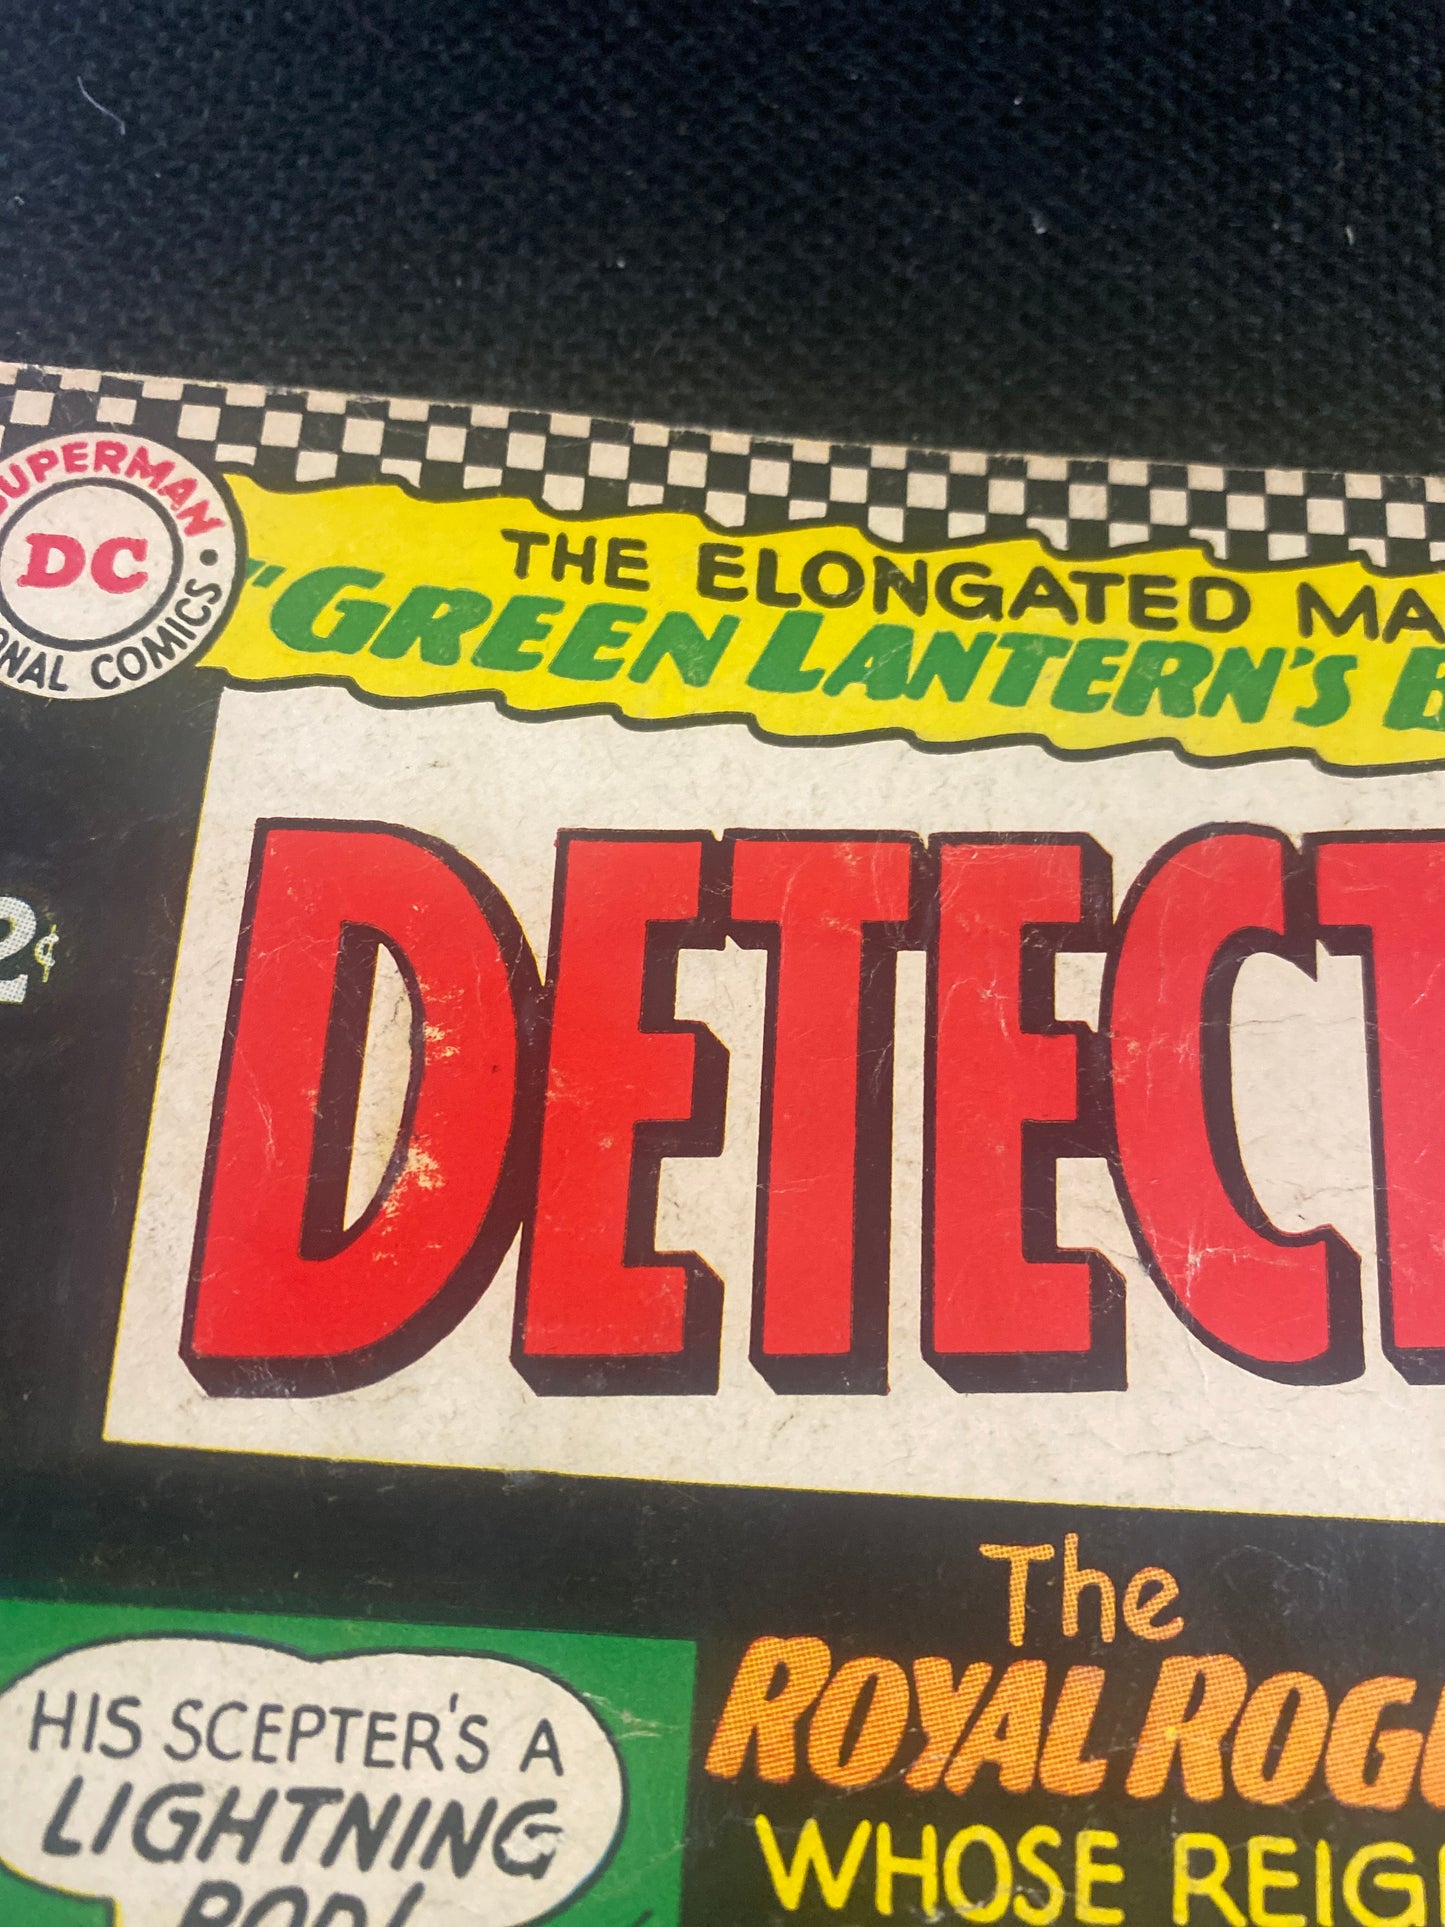 SUPERMAN
DC
NAL COMICS
THE ELONGATED MA
"GREEN LANTERN'S B
2¢
DETECT
The
ROYAL ROG
WHOSE REIG
HIS SCEPTER'S A
LIGHTNING
ROD!